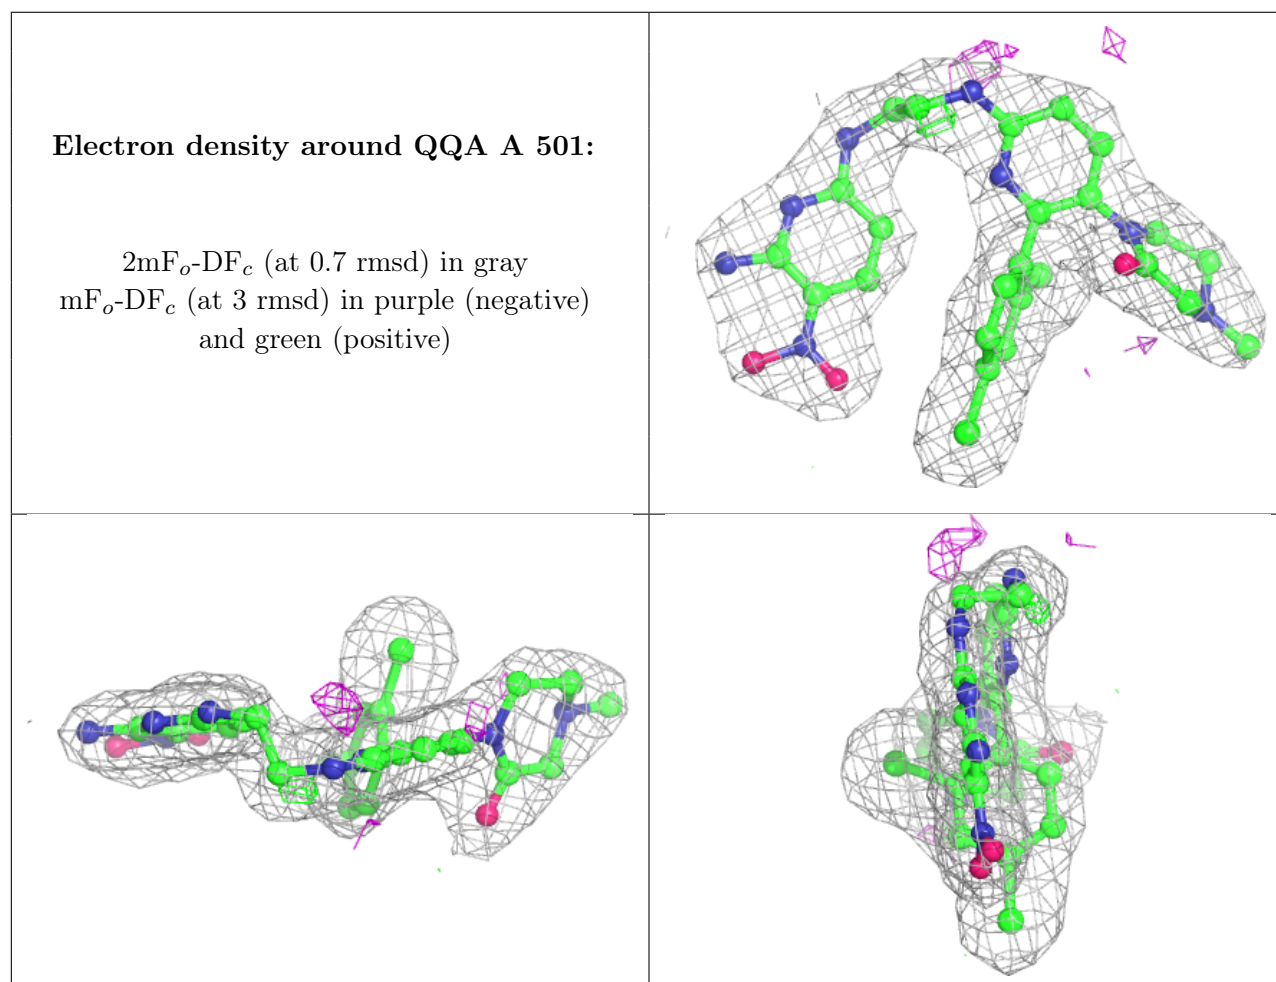 Electron density around QQA A 501:
2mFo-DFc (at 0.7 rmsd) in gray
mFo-DFc (at 3 rmsd) in purple (negative)
and green (positive)